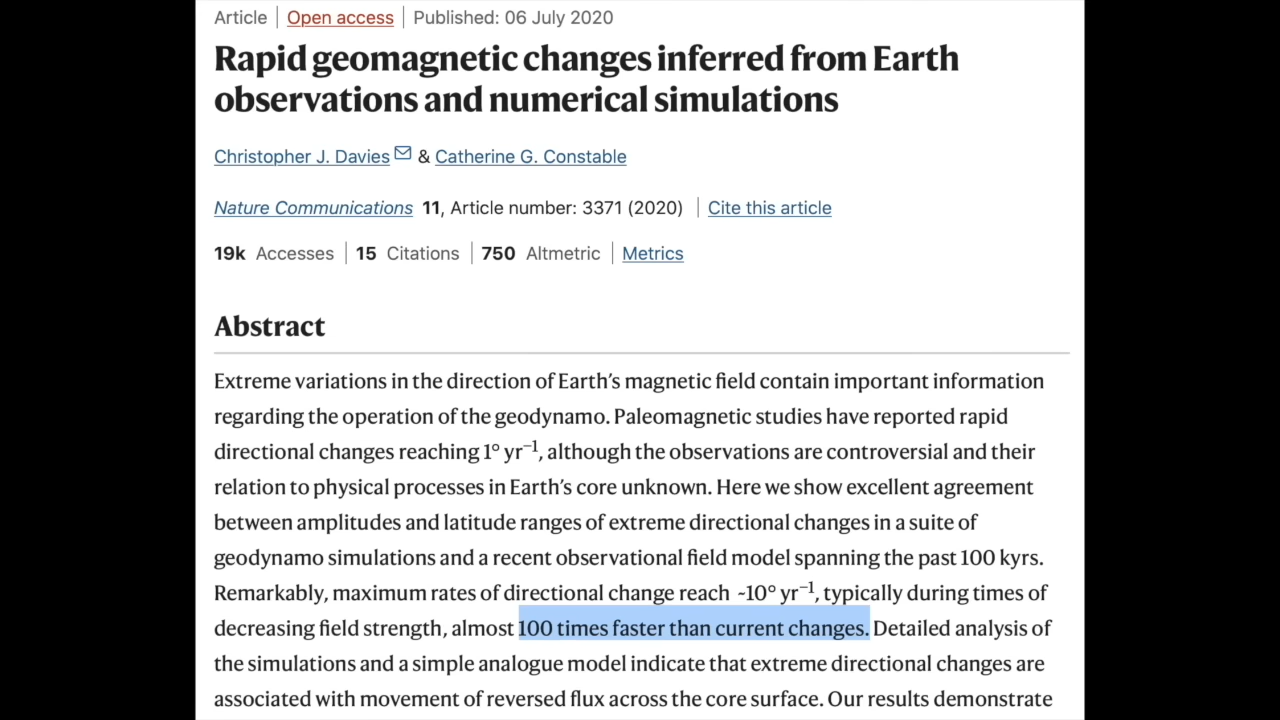 Article | Open access | Published: 06 July 2020
Rapid geomagnetic changes inferred from Earth
observations and numerical simulations
Christopher J. Davies & Catherine G. Constable
Nature Communications 11, Article number: 3371 (2020) | Cite this article
19k Accesses | 15 Citations | 750 Altmetric | Metrics
Abstract
Extreme variations in the direction of Earth’s magnetic field contain important information
regarding the operation of the geodynamo. Paleomagnetic studies have reported rapid
directional changes reaching 1° yr⁻¹, although the observations are controversial and their
relation to physical processes in Earth’s core unknown. Here we show excellent agreement
between amplitudes and latitude ranges of extreme directional changes in a suite of
geodynamo simulations and a recent observational field model spanning the past 100 kyrs.
Remarkably, maximum rates of directional change reach ~10° yr⁻¹, typically during times of
decreasing field strength, almost 100 times faster than current changes. Detailed analysis of
the simulations and a simple analogue model indicate that extreme directional changes are
associated with movement of reversed flux across the core surface. Our results demonstrate